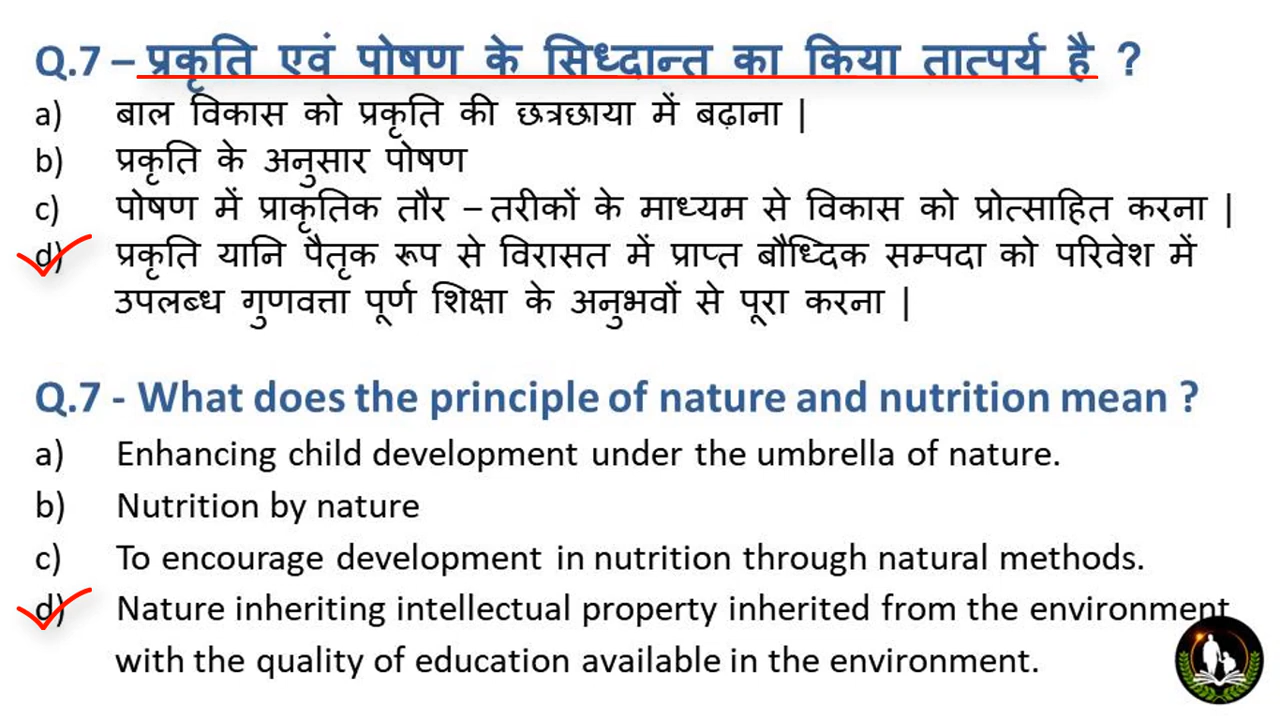 Q.7 – प्रकृति एवं पोषण के सिध्दान्त का किया तात्पर्य है ?
a) बाल विकास को प्रकृति की छत्रछाया में बढ़ाना |
b) प्रकृति के अनुसार पोषण
c) पोषण में प्राकृतिक तौर – तरीकों के माध्यम से विकास को प्रोत्साहित करना |
d) प्रकृति यानि पैतृक रूप से विरासत में प्राप्त बौध्दिक सम्पदा को परिवेश में
उपलब्ध गुणवत्ता पूर्ण शिक्षा के अनुभवों से पूरा करना |
Q.7 - What does the principle of nature and nutrition mean ?
a) Enhancing child development under the umbrella of nature.
b) Nutrition by nature
c) To encourage development in nutrition through natural methods.
d) Nature inheriting intellectual property inherited from the environment
with the quality of education available in the environment.